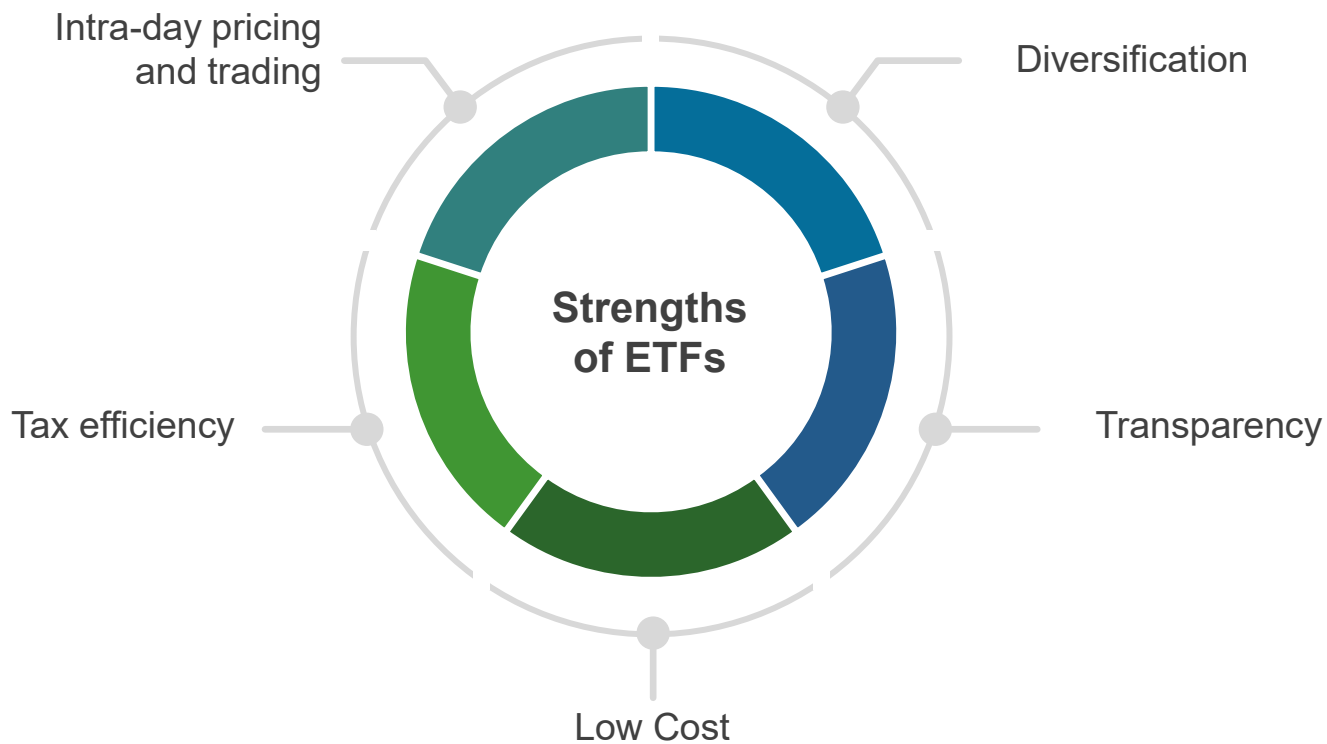 Intra-day pricing
and trading
Diversification
Strengths
of ETFs
Tax efficiency
Transparency
Low Cost